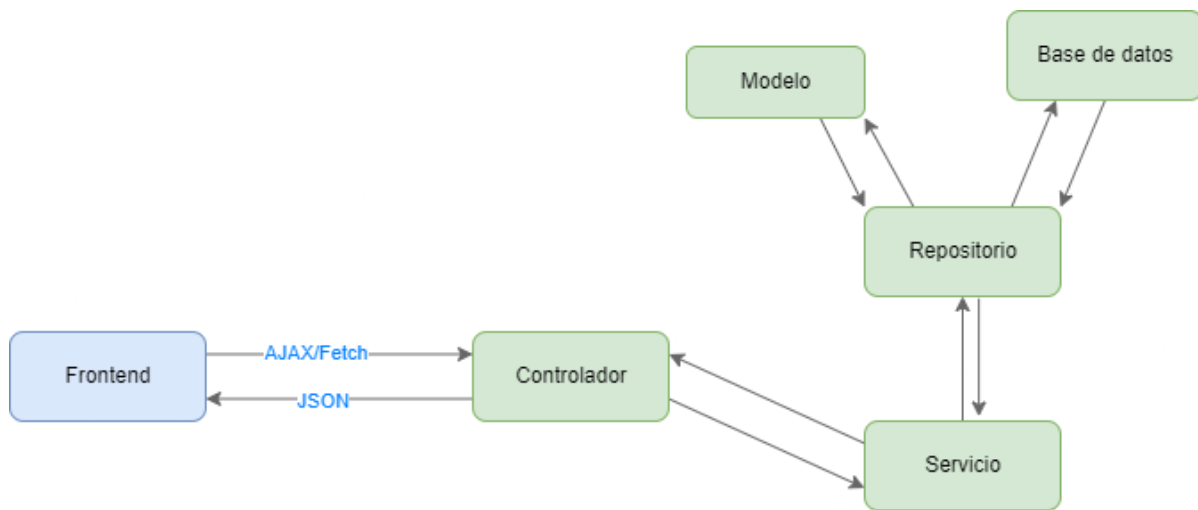 Base de datos
Modelo
Repositorio
AJAX/Fetch
Frontend
Controlador
JSON
Servicio